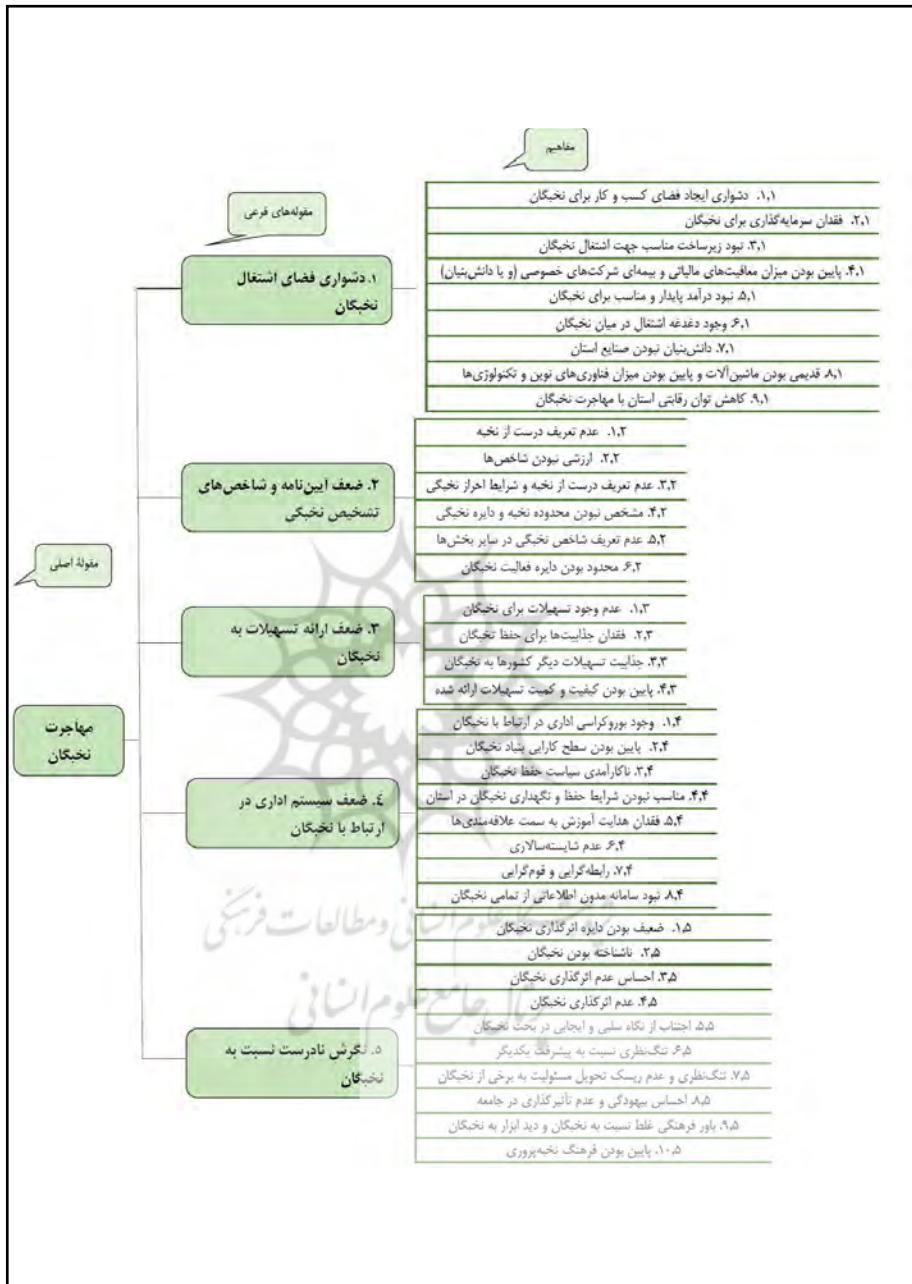 مفاهیم
مقوله‌های فرعی
مقولهٔ اصلی
مهاجرت
نخبگان
۱. دشواری فضای اشتغال
نخبگان
۱,۱. دشواری ایجاد فضای کسب و کار برای نخبگان
۲,۱. فقدان سرمایه‌گذاری برای نخبگان
۳,۱. نبود زیرساخت مناسب جهت اشتغال نخبگان
۴,۱. پایین بودن میزان معافیت‌های مالیاتی و بیمه‌ای شرکت‌های خصوصی (و یا دانش‌بنیان)
۵,۱. نبود درآمد پایدار و مناسب برای نخبگان
۶,۱. وجود دغدغه اشتغال در میان نخبگان
۷,۱. دانش‌بنیان نبودن صنایع استان
۸,۱. قدیمی بودن ماشین‌آلات و پایین بودن میزان فناوری‌های نوین و تکنولوژی‌ها
۹,۱. کاهش توان رقابتی استان با مهاجرت نخبگان
۲. ضعف آیین‌نامه و شاخص‌های
تشخیص نخبگی
۱,۲. عدم تعریف درست از نخبه
۲,۲. ارزشی نبودن شاخص‌ها
۳,۲. عدم تعریف درست از نخبه و شرایط احراز نخبگی
۴,۲. مشخص نبودن محدوده نخبه و دایره نخبگی
۵,۲. عدم تعریف شاخص نخبگی در سایر بخش‌ها
۶,۲. محدود بودن دایره فعالیت نخبگان
۳. ضعف ارائه تسهیلات به
نخبگان
۱,۳. عدم وجود تسهیلات برای نخبگان
۲,۳. فقدان جذابیت‌ها برای حفظ نخبگان
۳,۳. جذابیت تسهیلات دیگر کشورها به نخبگان
۴,۳. پایین بودن کیفیت و کمیت تسهیلات ارائه شده
٤. ضعف سیستم اداری در
ارتباط با نخبگان
۱,۴. وجود بوروکراسی اداری در ارتباط با نخبگان
۲,۴. پایین بودن سطح کارایی بنیاد نخبگان
۳,۴. ناکارآمدی سیاست حفظ نخبگان
۴,۴. مناسب نبودن شرایط حفظ و نگهداری نخبگان در استان
۵,۴. فقدان هدایت آموزش به سمت علاقه‌مندی‌ها
۶,۴. عدم شایسته‌سالاری
۷,۴. رابطه‌گرایی و قوم‌گرایی
۸,۴. نبود سامانه مدون اطلاعاتی از تمامی نخبگان
۵. نگرش نادرست نسبت به
نخبگان
۱,۵. ضعیف بودن دایره اثرگذاری نخبگان
۲,۵. ناشناخته بودن نخبگان
۳,۵. احساس عدم اثرگذاری نخبگان
۴,۵. عدم اثرگذاری نخبگان
۵,۵. اجتناب از نگاه سلبی و ایجابی در بحث نخبگان
۶,۵. تنگ‌نظری نسبت به پیشرفت یکدیگر
۷,۵. تنگ‌نظری و عدم ریسک تحویل مسئولیت به برخی از نخبگان
۸,۵. احساس بیهودگی و عدم تأثیرگذاری در جامعه
۹,۵. باور فرهنگی غلط نسبت به نخبگان و دید ابزار به نخبگان
۱۰,۵. پایین بودن فرهنگ نخبه‌پروری
پژوهشگاه علوم انسانی و مطالعات فرهنگی
پرتال جامع علوم انسانی